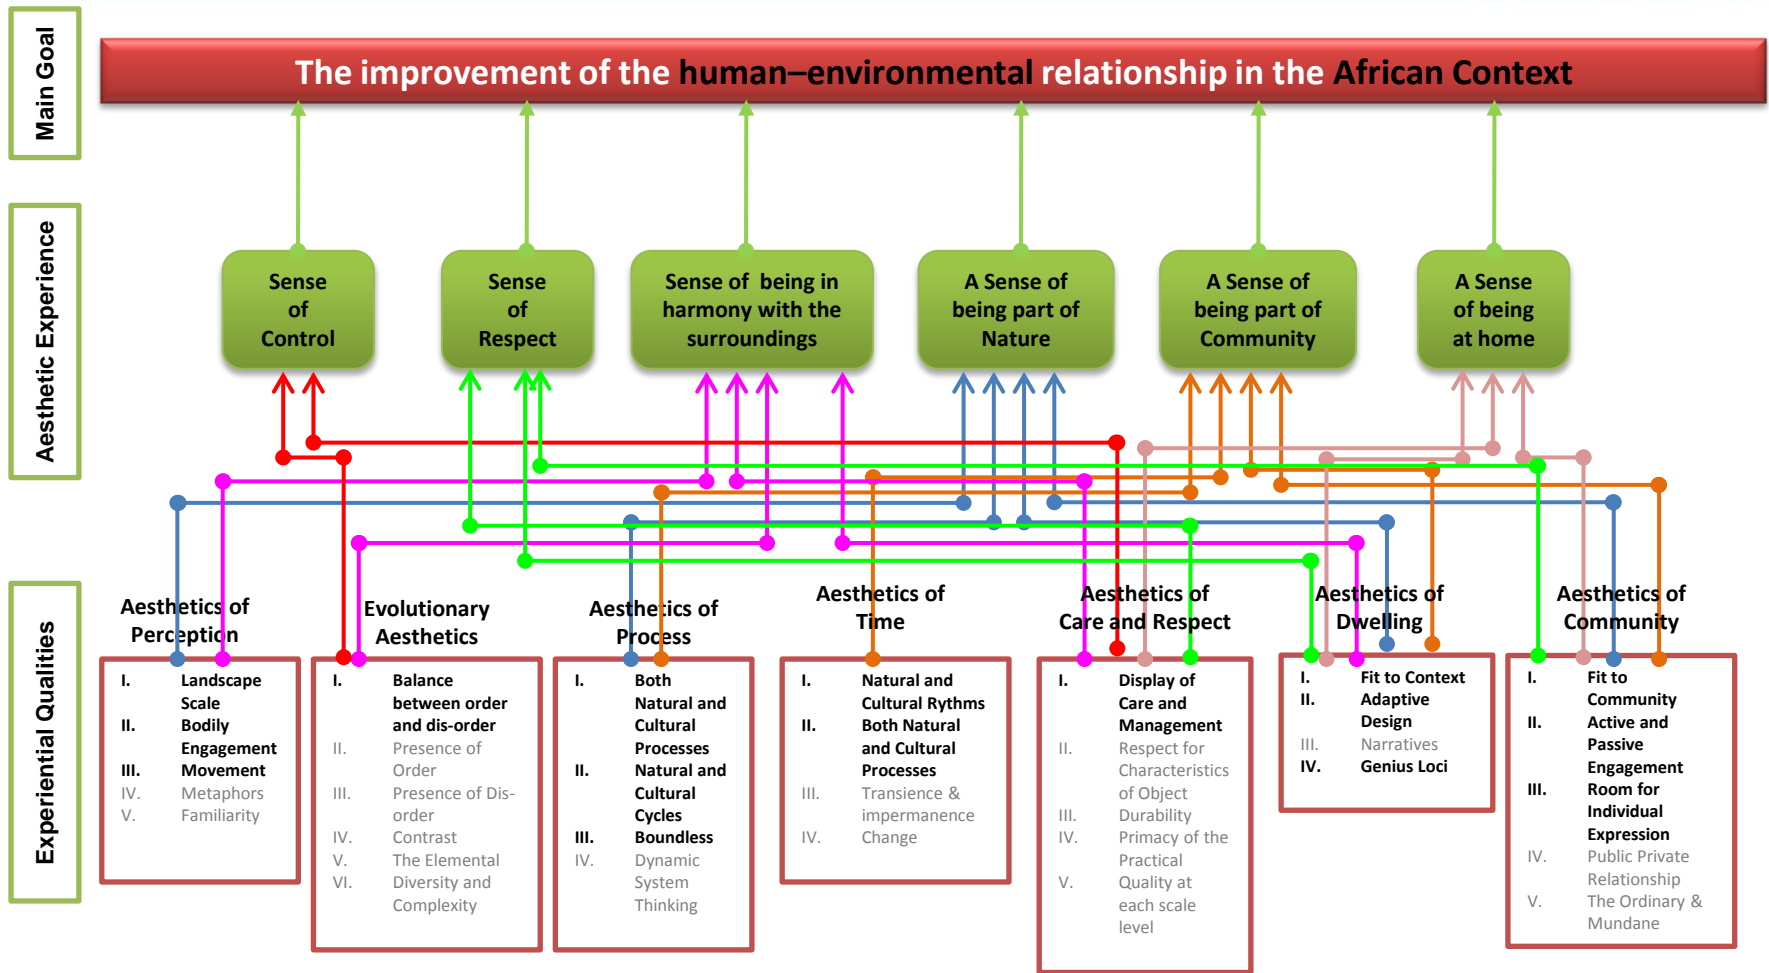 Main Goal
The improvement of the human–environmental relationship in the African Context
Aesthetic Experience
Sense
of
Control
Sense
of
Respect
Sense of being in
harmony with the
surroundings
A Sense of
being part of
Nature
A Sense of
being part of
Community
A Sense
of being
at home
Experiential Qualities
Aesthetics of
Perception
I. Landscape
Scale
II. Bodily
Engagement
III. Movement
IV. Metaphors
V. Familiarity
Evolutionary
Aesthetics
I. Balance
between order
and dis-order
II. Presence of
Order
III. Presence of Dis-
order
IV. Contrast
V. The Elemental
VI. Diversity and
Complexity
Aesthetics of
Process
I. Both
Natural and
Cultural
Processes
II. Natural and
Cultural
Cycles
III. Boundless
IV. Dynamic
System
Thinking
Aesthetics of
Time
I. Natural and
Cultural Rythms
II. Both Natural
and Cultural
Processes
III. Transience &
impermanence
IV. Change
Aesthetics of
Care and Respect
I. Display of
Care and
Management
II. Respect for
Characteristics
of Object
III. Durability
IV. Primacy of the
Practical
V. Quality at
each scale
level
Aesthetics of
Dwelling
I. Fit to Context
II. Adaptive
Design
III. Narratives
IV. Genius Loci
Aesthetics of
Community
I. Fit to
Community
II. Active and
Passive
Engagement
III. Room for
Individual
Expression
IV. Public Private
Relationship
V. The Ordinary &
Mundane